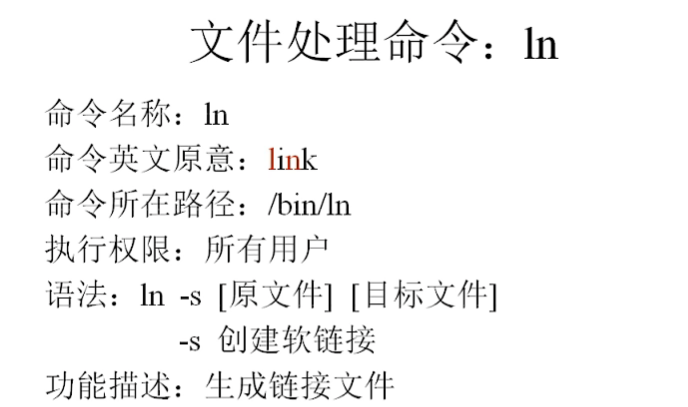 文件处理命令：ln
命令名称：ln
命令英文原意：link
命令所在路径：/bin/ln
执行权限：所有用户
语法：ln -s [原文件] [目标文件]
-s 创建软链接
功能描述：生成链接文件